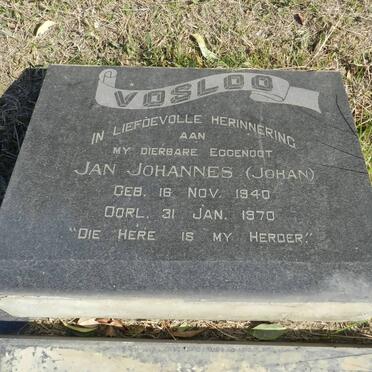 VOSLOO
IN LIEFDEVOLLE HERINNERING
AAN
MY DIERBARE EGGENOOT
JAN JOHANNES (JOHAN)
GEB. 16 NOV. 1940
OORL. 31 JAN. 1970
"DIE HERE IS MY HERDER."